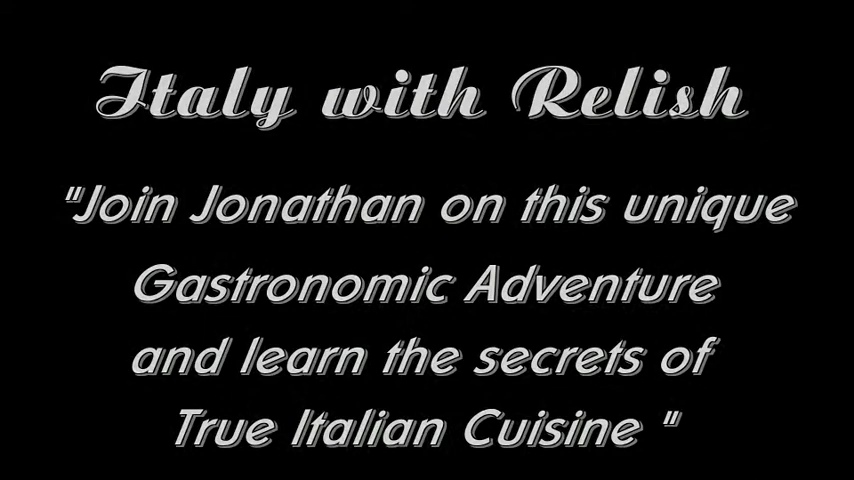 Italy with Relish
"Join Jonathan on this unique
Gastronomic Adventure
and learn the secrets of
True Italian Cuisine "